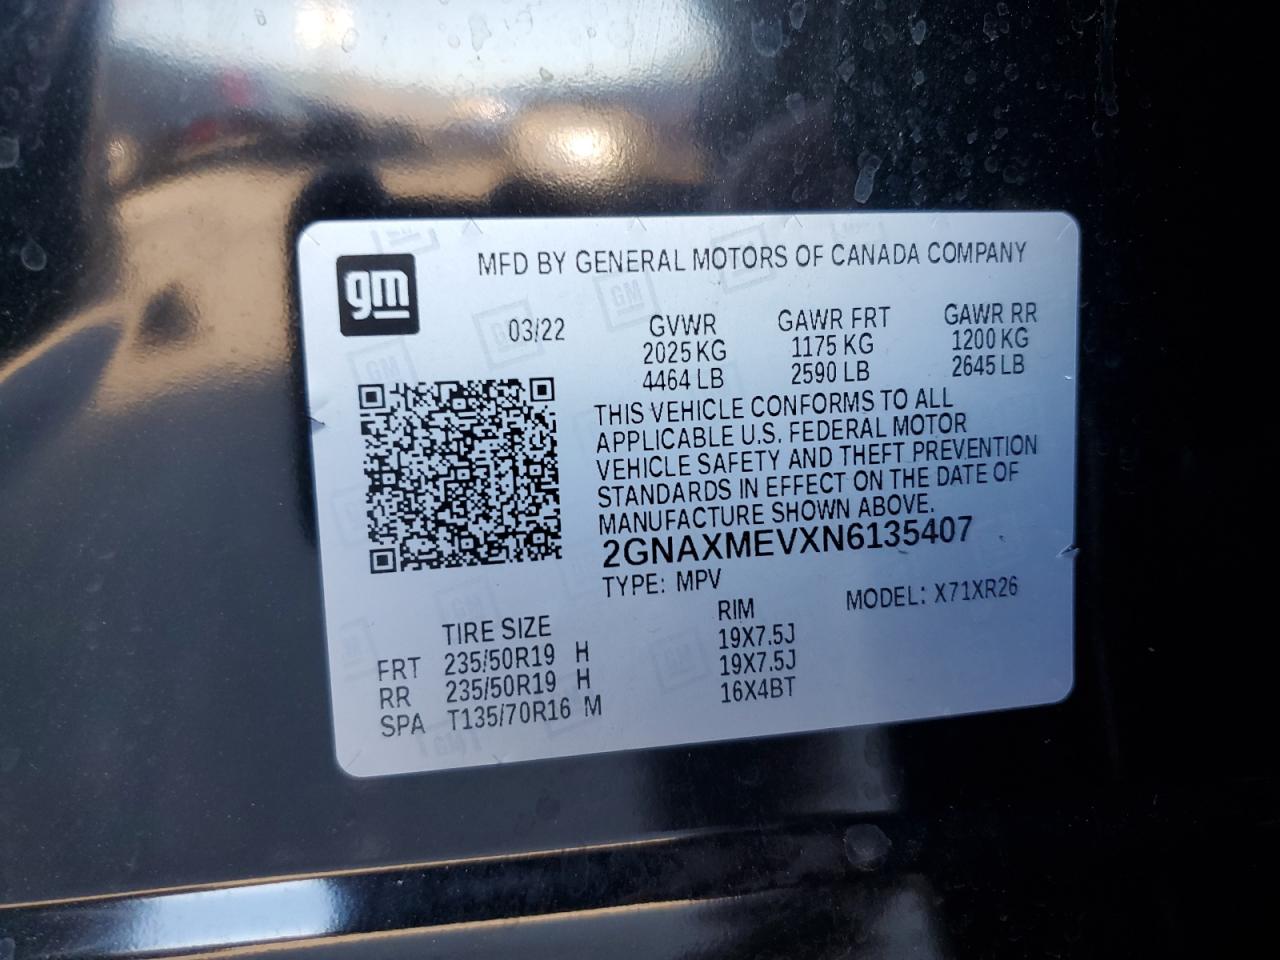 gm
MFD BY GENERAL MOTORS OF CANADA COMPANY
03/22 GVWR GAWR FRT GAWR RR
2025 KG 1175 KG 1200 KG
4464 LB 2590 LB 2645 LB
THIS VEHICLE CONFORMS TO ALL
APPLICABLE U.S. FEDERAL MOTOR
VEHICLE SAFETY AND THEFT PREVENTION
STANDARDS IN EFFECT ON THE DATE OF
MANUFACTURE SHOWN ABOVE.
2GNAXMEVXN6135407
TYPE: MPV MODEL: X71XR26
TIRE SIZE RIM
FRT 235/50R19 H 19X7.5J
RR 235/50R19 H 19X7.5J
SPA T135/70R16 M 16X4BT